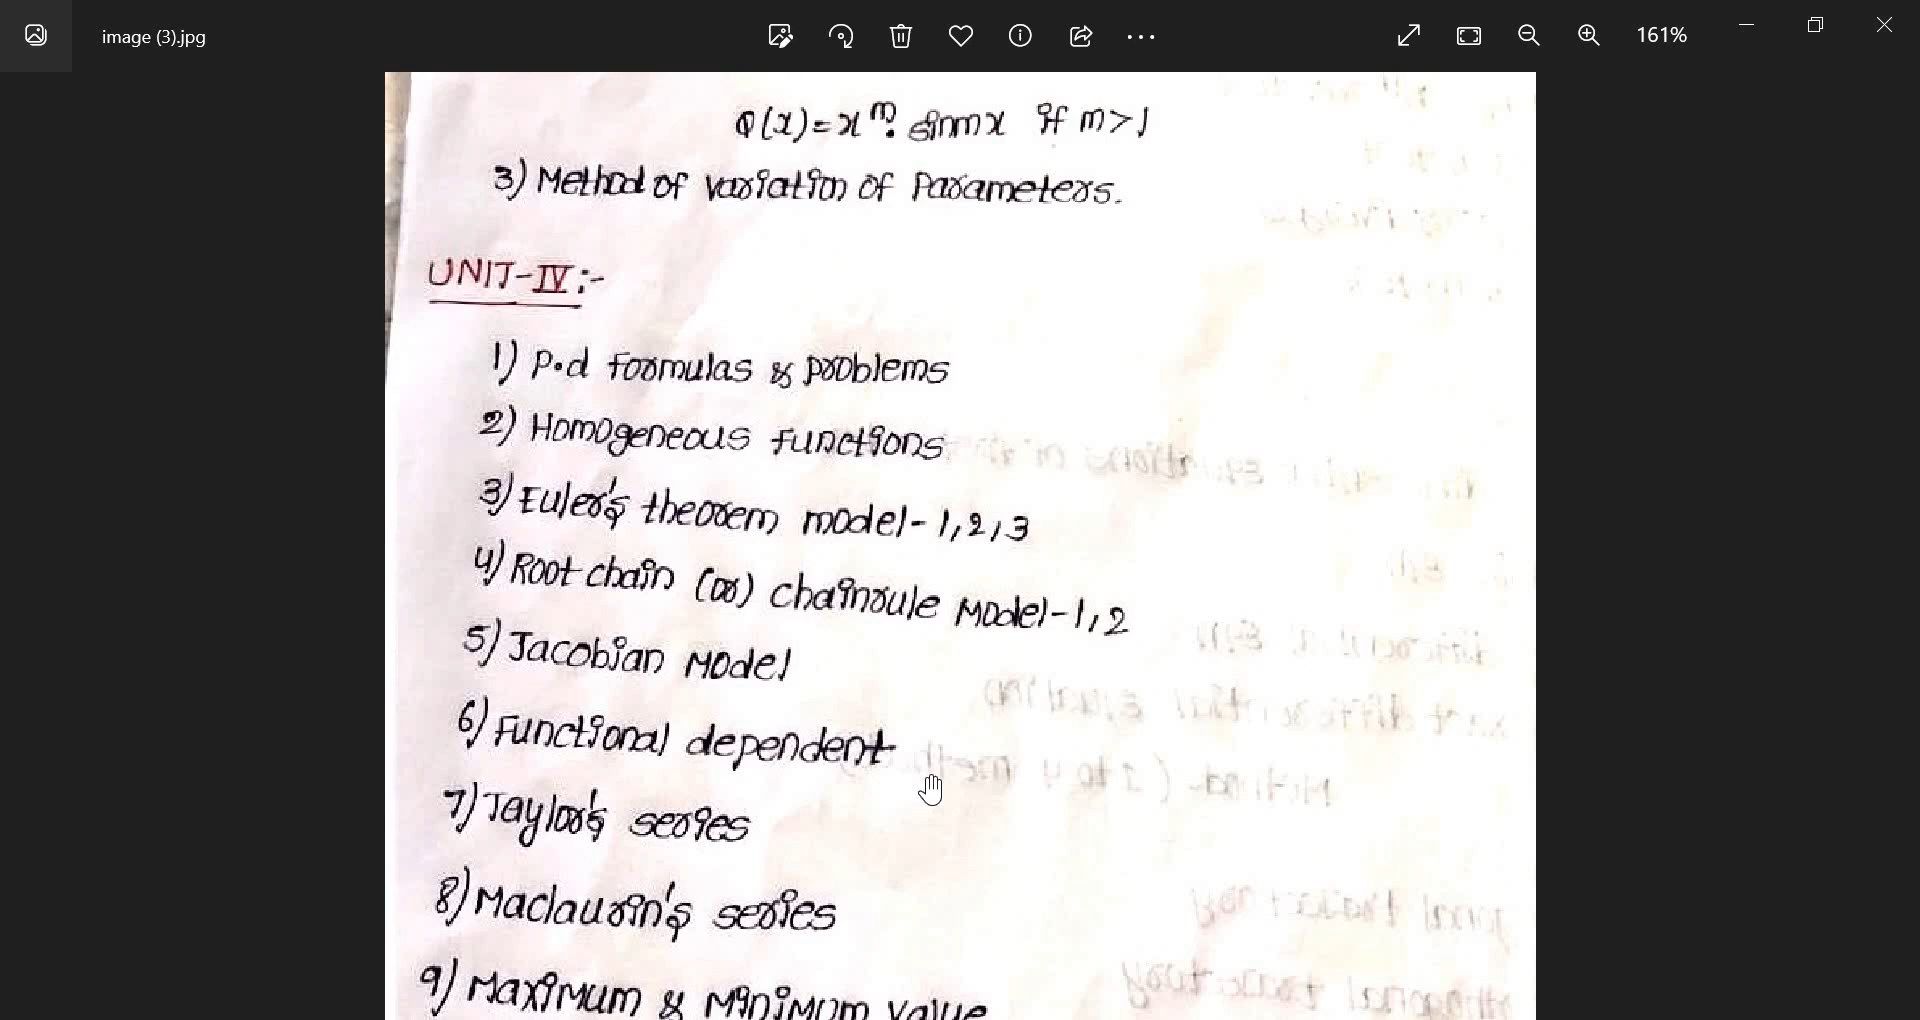 image (3).jpg
161%
Q(x)=x^m. sinmx if m>1
3) Method of variation of Parameters.
UNIT-IV:-
1) P.d formulas & problems
2) Homogeneous functions
3) Euler's theorem model-1,2,3
4) Root chain (or) chainrule Model-1,2
5) Jacobian Model
6) Functional dependent
7) Taylor's series
8) Maclaurin's series
9) Maximum & Minimum value